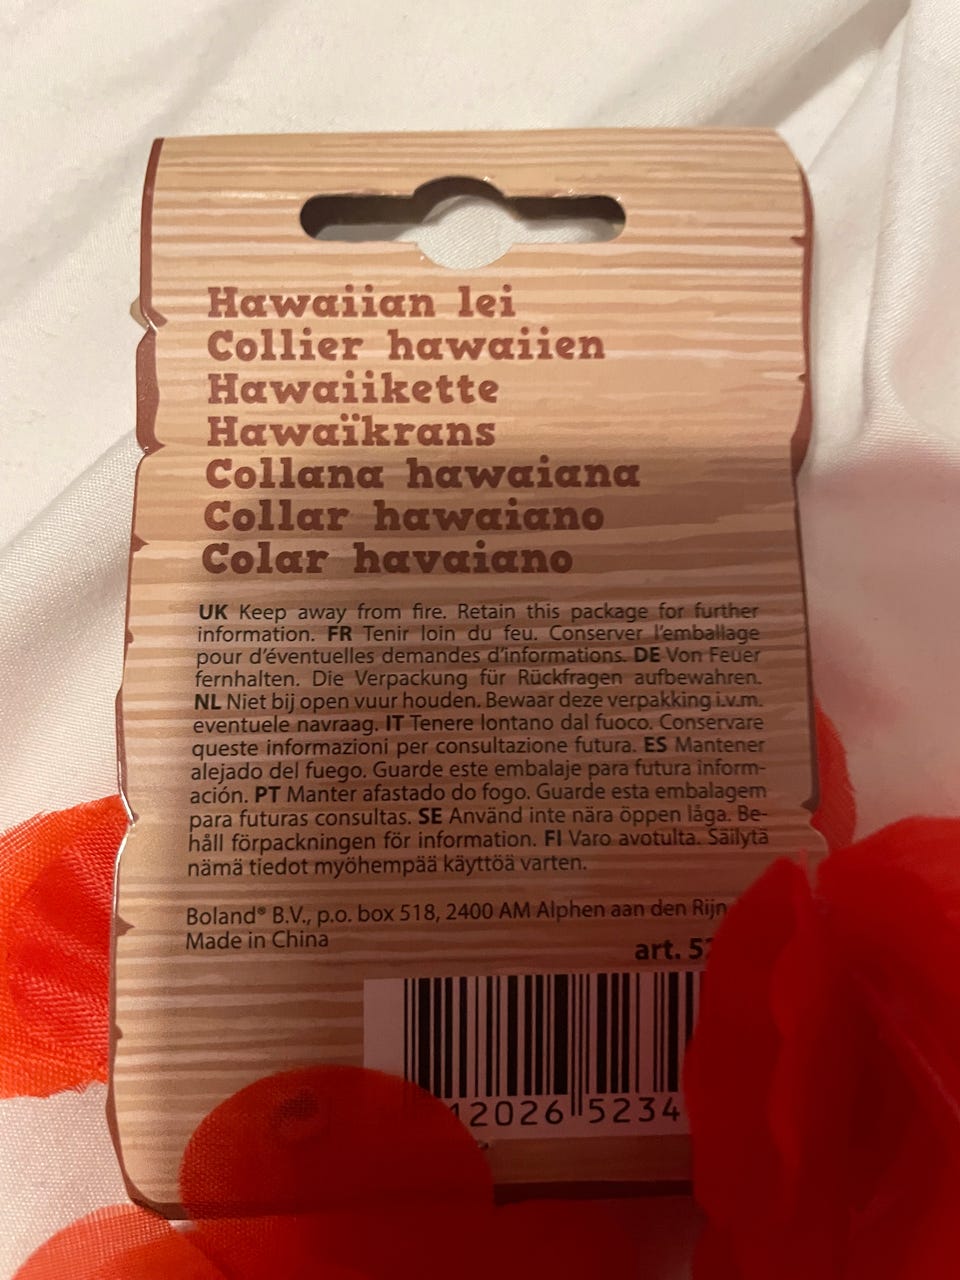 Hawaiian lei
Collier hawaiien
Hawaiikette
Hawaïkrans
Collana hawaiana
Collar hawaiano
Colar havaiano
UK Keep away from fire. Retain this package for further
information. FR Tenir loin du feu. Conserver l'emballage
pour d'éventuelles demandes d'informations. DE Von Feuer
fernhalten. Die Verpackung für Rückfragen aufbewahren.
NL Niet bij open vuur houden. Bewaar deze verpakking i.v.m.
eventuele navraag. IT Tenere lontano dal fuoco. Conservare
queste informazioni per consultazione futura. ES Mantener
alejado del fuego. Guarde este embalaje para futura inform-
ación. PT Manter afastado do fogo. Guarde esta embalagem
para futuras consultas. SE Använd inte nära öppen låga. Be-
håll förpackningen för information. FI Varo avotulta. Säilytä
nämä tiedot myöhempää käyttöä varten.
Boland® B.V., p.o. box 518, 2400 AM Alphen aan den Rijn
Made in China
art.
12026 5234